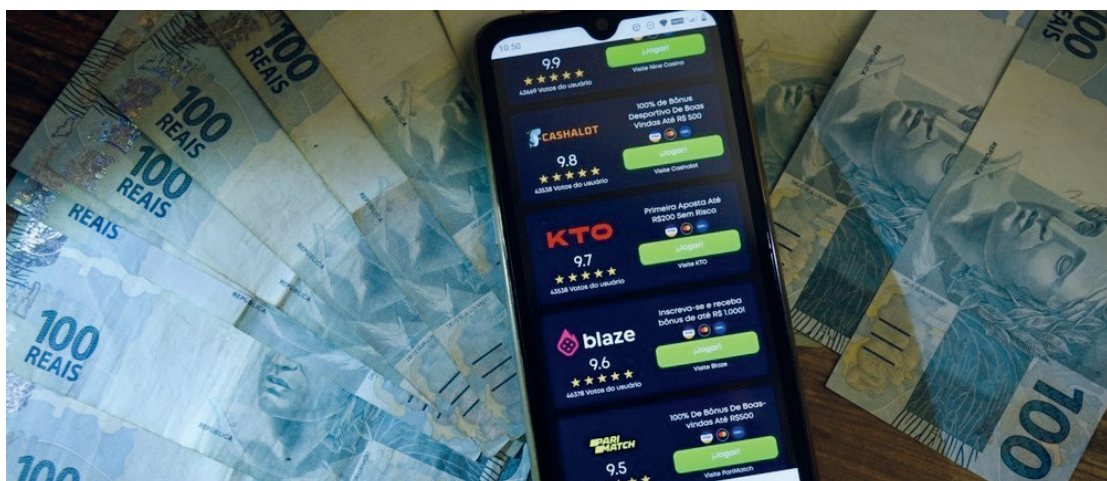 10:50
9.9
43669 Votos do usuário
¡Jogar!
Visite Nine Casino
CASHALOT
9.8
43538 Votos do usuário
100% de Bônus
Desportivo De Boas
Vindas Até R$ 500
¡Jogar!
Visite Cashalot
KTO
9.7
43538 Votos do usuário
Primeira Aposta Até
R$200 Sem Risco
¡Jogar!
Visite KTO
blaze
9.6
46378 Votos do usuário
Inscreva-se e receba
bônus de até R$ 1.000!
¡Jogar!
Visite Blaze
PARI
MATCH
9.5
100% De Bônus De Boas-
vindas Até R$500
¡Jogar!
Visite PariMatch
100
REAIS
100
REAIS
100
REAIS
REAIS
100
REAIS
100
100
100
REPÚBLICA
REPÚBLICA
REPÚBLICA
REPÚBLICA